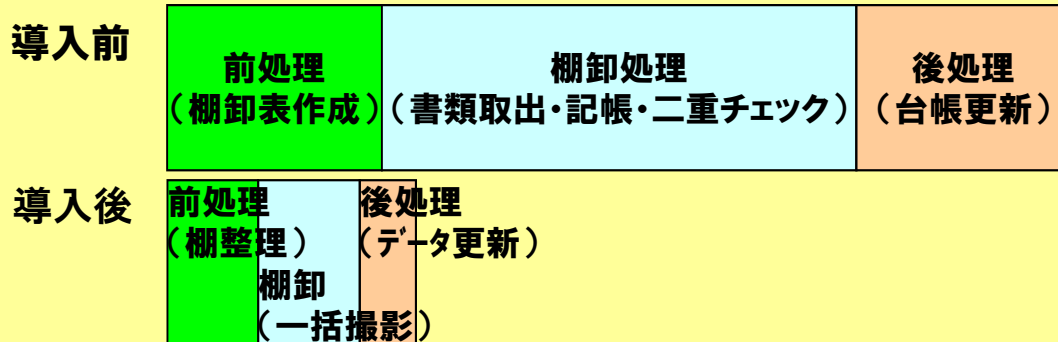 導入前
前処理
（棚卸表作成）
棚卸処理
（書類取出・記帳・二重チェック）
後処理
（台帳更新）
導入後
前処理
（棚整理）
棚卸
（一括撮影）
後処理
（データ更新）